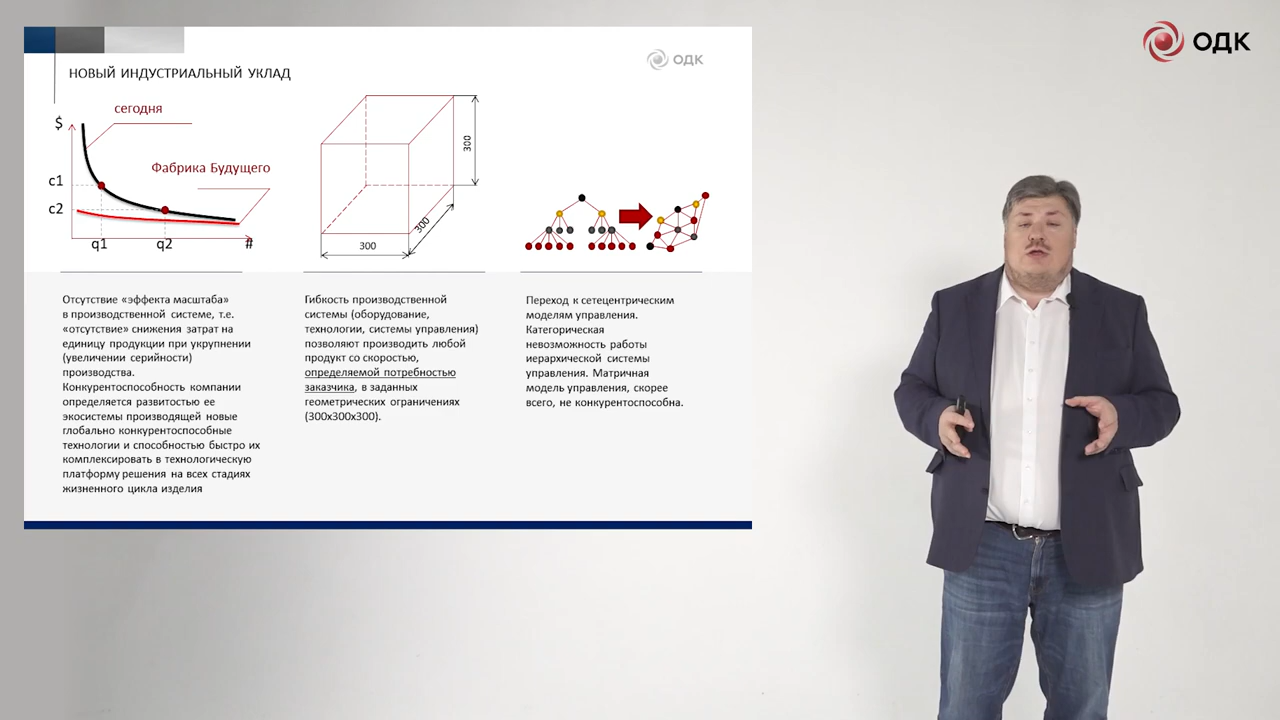 ОДК
ОДК
НОВЫЙ ИНДУСТРИАЛЬНЫЙ УКЛАД
сегодня
$
Фабрика Будущего
c1
c2
q1
q2
#
300
300
300
Отсутствие «эффекта масштаба»
в производственной системе, т.е.
«отсутствие» снижения затрат на
единицу продукции при укрупнении
(увеличении серийности)
производства.
Конкурентоспособность компании
определяется развитостью ее
экосистемы производящей новые
глобально конкурентоспособные
технологии и способностью быстро их
комплексировать в технологическую
платформу решения на всех стадиях
жизненного цикла изделия
Гибкость производственной
системы (оборудование,
технологии, системы управления)
позволяют производить любой
продукт со скоростью,
определяемой потребностью
заказчика, в заданных
геометрических ограничениях
(300х300х300).
Переход к сетецентрическим
моделям управления.
Категорическая
невозможность работы
иерархической системы
управления. Матричная
модель управления, скорее
всего, не конкурентоспособна.